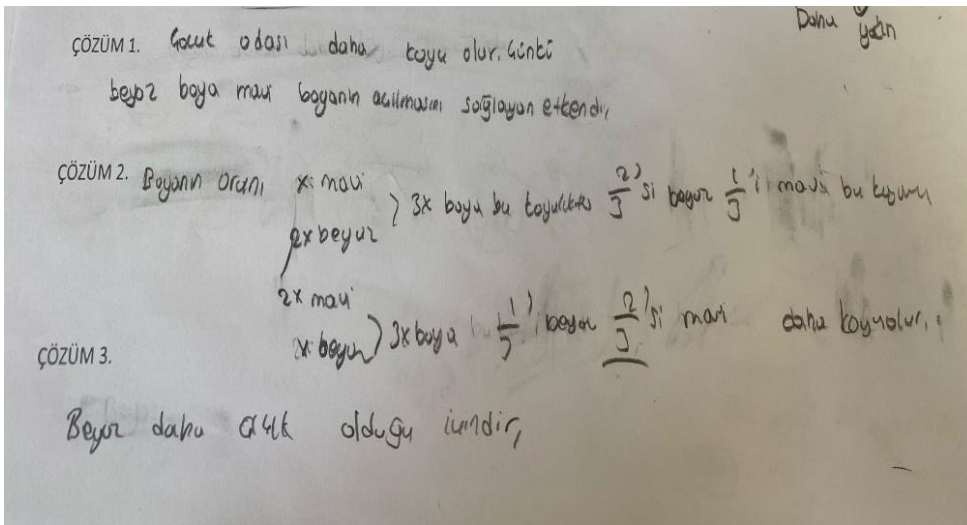 Daha
yakın
ÇÖZÜM 1. Çocuk odası daha koyu olur. Çünkü
beyaz boya mavi boyanın açılmasını sağlayan etkendir,
ÇÖZÜM 2. Boyanın oranı x mavi
2x beyaz
3x boya bu koyulukta 2/3'si beyaz 1/3'i mavi bu
2x mavi
x beyaz
3x boya 1/3'i beyaz 2/3'si mavi daha koyu olur.
ÇÖZÜM 3.
Beyaz daha açık olduğu içindir,